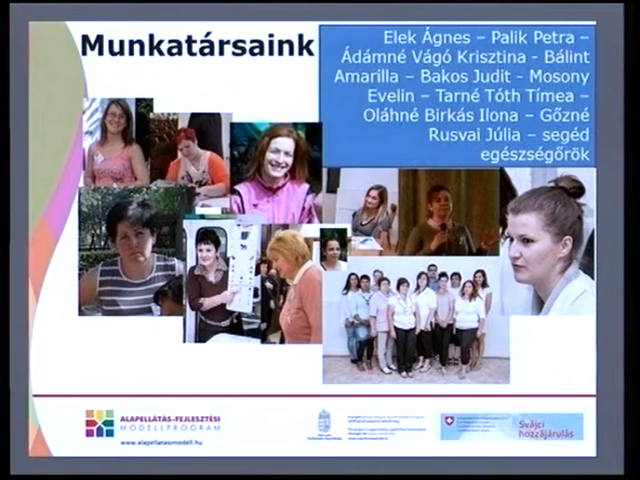 Munkatársaink
Elek Ágnes – Palik Petra –
Ádámné Vágó Krisztina - Bálint
Amarilla – Bakos Judit - Mosony
Evelin – Tarné Tóth Tímea –
Oláhné Birkás Ilona – Gőzné
Rusvai Júlia – segéd
egészségőrök
ALAPELLÁTÁS-FEJLESZTÉSI
MODELLPROGRAM
www.alapellatasimodell.hu
Svájci
hozzájárulás